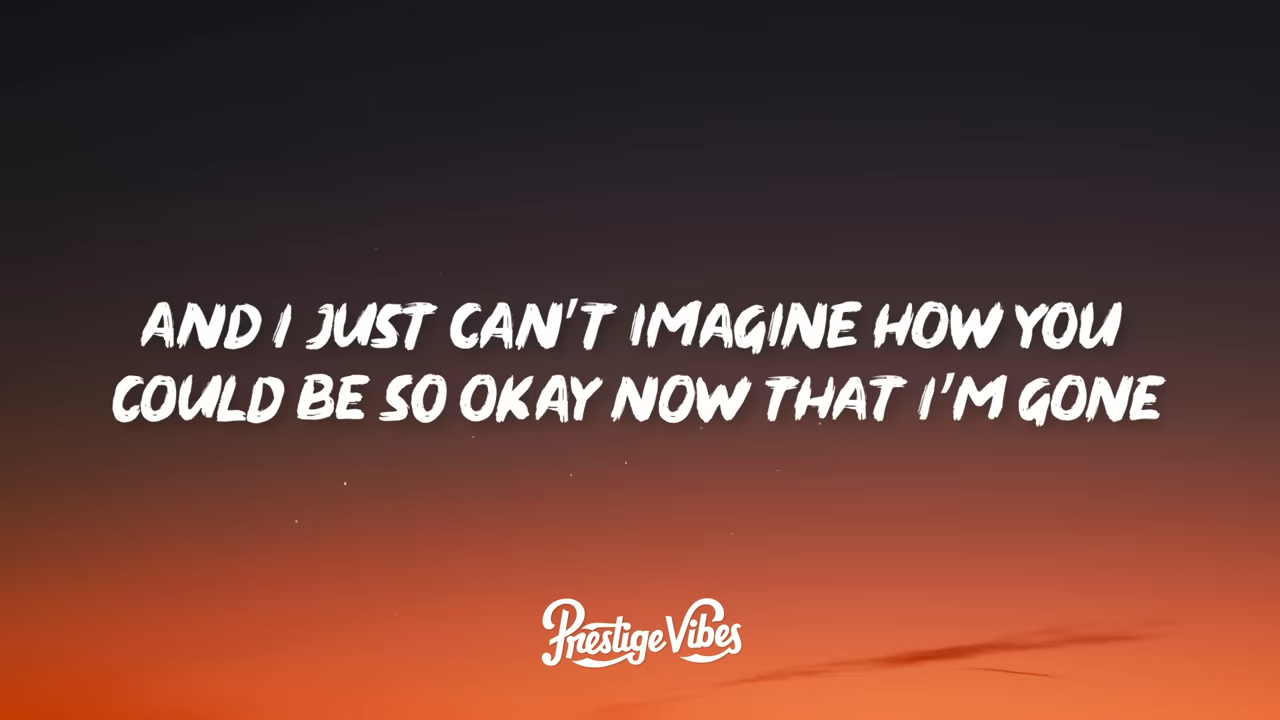 AND I JUST CAN'T IMAGINE HOW YOU
COULD BE SO OKAY NOW THAT I'M GONE
Prestige Vibes